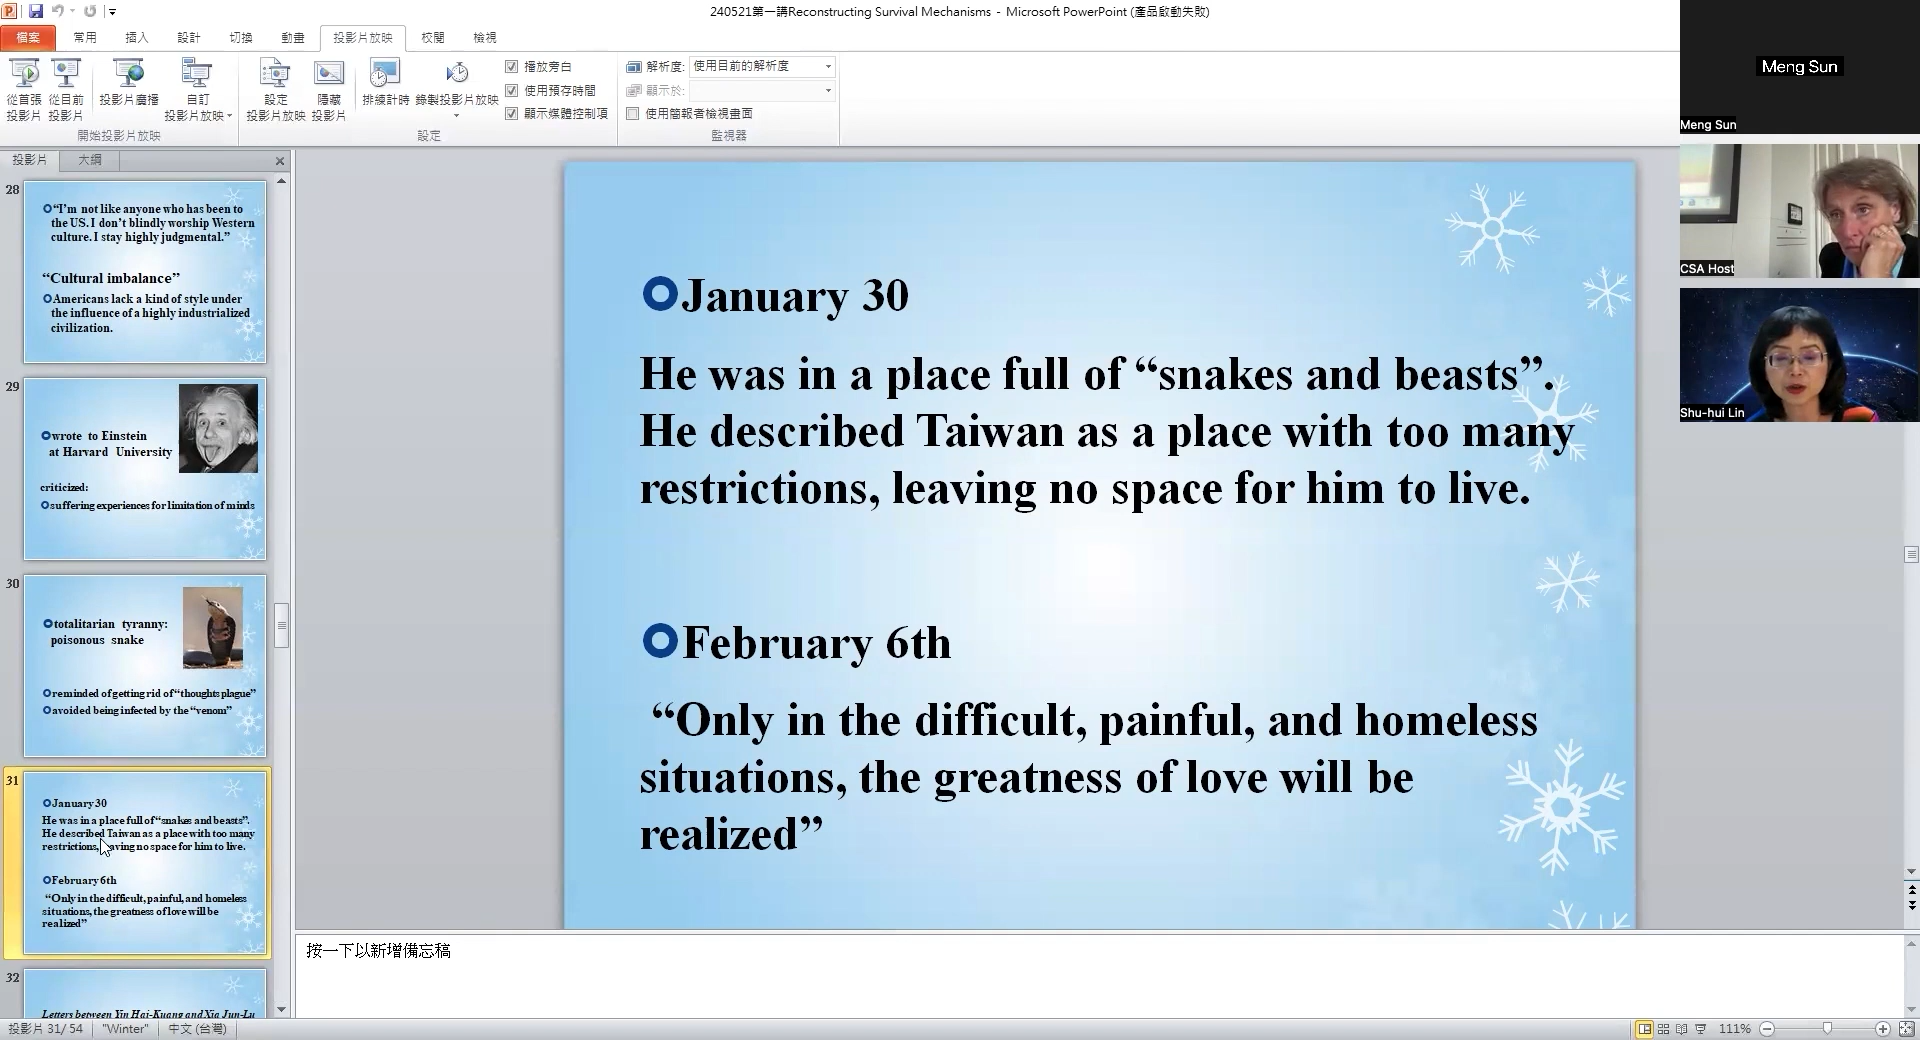 240521第一講Reconstructing Survival Mechanisms - Microsoft PowerPoint (產品啟動失敗)
檔案 常用 插入 設計 切換 動畫 投影片放映 校閱 檢視
從首張投影片
從目前投影片
投影片廣播
自訂投影片放映
設定投影片放映
隱藏投影片
排練計時
錄製投影片放映
播放旁白
使用預存時間
顯示媒體控制項
解析度: 使用目前的解析度
顯示於:
使用簡報者檢視畫面
開始投影片放映
設定
監視器
投影片 大綱
28
“I’m not like anyone who has been to
the US. I don’t blindly worship Western
culture. I stay highly judgmental.”
“Cultural imbalance”
Americans lack a kind of style under
the influence of a highly industrialized
civilization.
29
wrote to Einstein
at Harvard University
criticized:
suffering experiences for limitation of minds
30
totalitarian tyranny:
poisonous snake
reminded of getting rid of “thoughts plague”
avoided being infected by the “venom”
31
January 30
He was in a place full of “snakes and beasts”.
He described Taiwan as a place with too many
restrictions, leaving no space for him to live.
February 6th
“Only in the difficult, painful, and homeless
situations, the greatness of love will be
realized”
32
Letters between Yin Hai-Kuang and Xia Jun-Lu
January 30
He was in a place full of “snakes and beasts”.
He described Taiwan as a place with too many
restrictions, leaving no space for him to live.
February 6th
“Only in the difficult, painful, and homeless
situations, the greatness of love will be
realized”
按一下以新增備忘稿
投影片 31/ 54 "Winter" 中文 (台灣)
111%
Meng Sun
Meng Sun
CSA Host
Shu-hui Lin